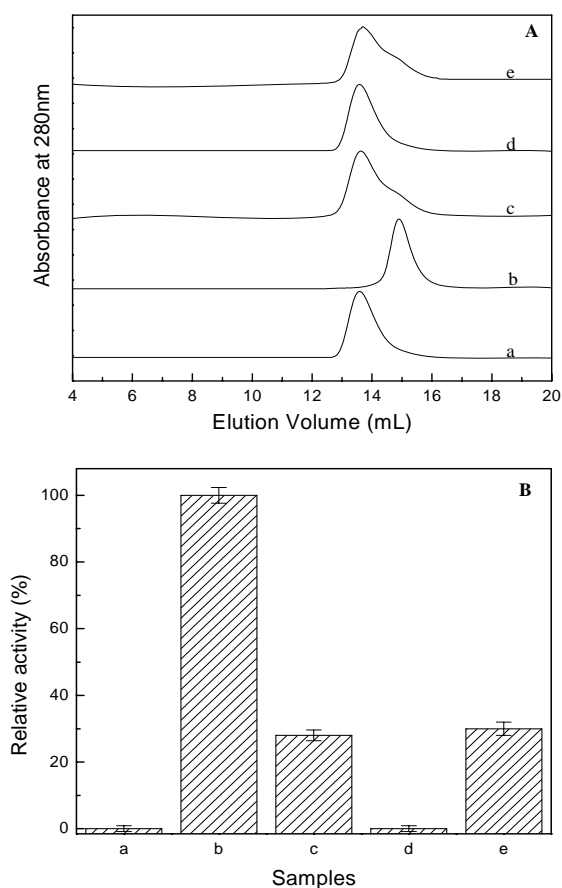 A
e
d
c
b
a
Absorbance at 280nm
4 6 8 10 12 14 16 18 20
Elution Volume (mL)
B
100
80
60
40
20
0
Relative activity (%)
a b c d e
Samples